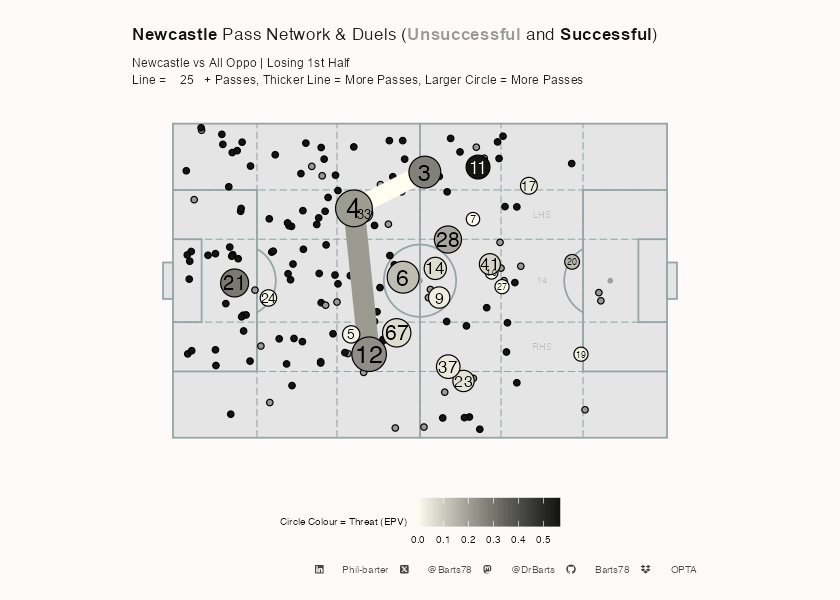 Newcastle Pass Network & Duels (Unsuccessful and Successful)
Newcastle vs All Oppo | Losing 1st Half
Line = 25 + Passes, Thicker Line = More Passes, Larger Circle = More Passes
3
11
17
4
33
7
LHS
28
41
20
6
14
21
14
27
24
9
5
67
RHS
12
19
37
23
Circle Colour = Threat (EPV)
0.0 0.1 0.2 0.3 0.4 0.5
Phil-barter @Barts78 @DrBarts Barts78 OPTA